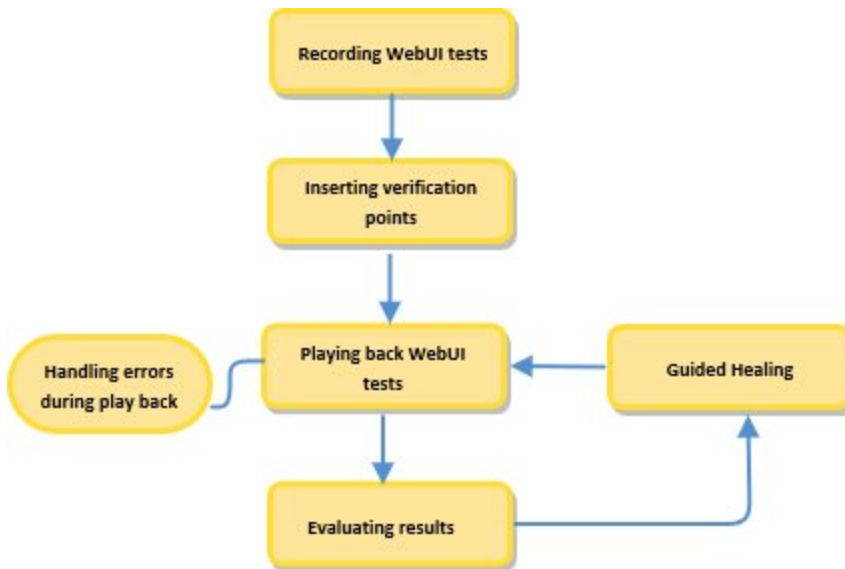 Recording WebUI tests
Inserting verification
points
Playing back WebUI
tests
Handling errors
during play back
Guided Healing
Evaluating results